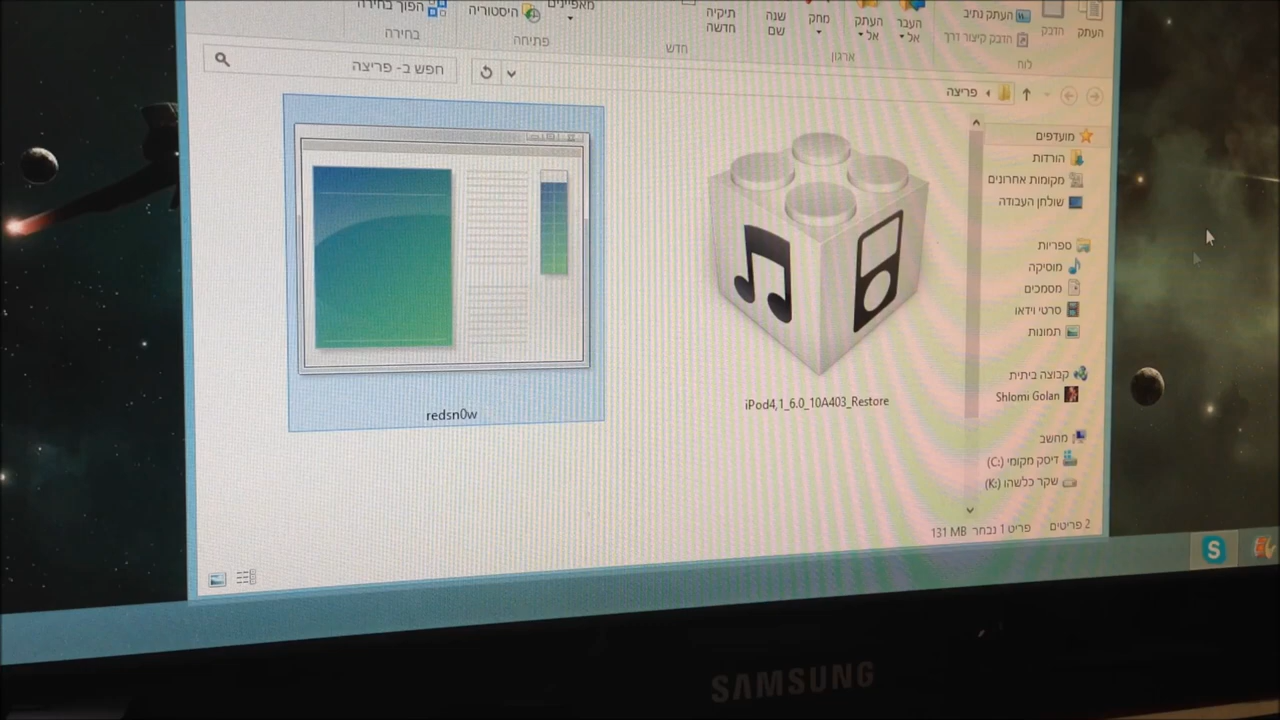 מאפיינים
היסטוריה
הפוך בחירה
העתק
הדבק
העתק נתיב
הדבק קיצור דרך
העבר
אל
העתק
אל
מחק
שנה
שם
תיקיה
חדשה
לוח
ארגון
חדש
פתיחה
בחירה
פריצה
חפש ב- פריצה
מועדפים
הורדות
מקומות אחרונים
שולחן העבודה
ספריות
מוסיקה
מסמכים
סרטי וידאו
תמונות
קבוצה ביתית
Shlomi Golan
מחשב
דיסק מקומי (C:)
שקר כלשהו (K:)
iPod4,1_6.0_10A403_Restore
redsn0w
2 פריטים
פריט 1 נבחר 131 MB
S
SAMSUNG